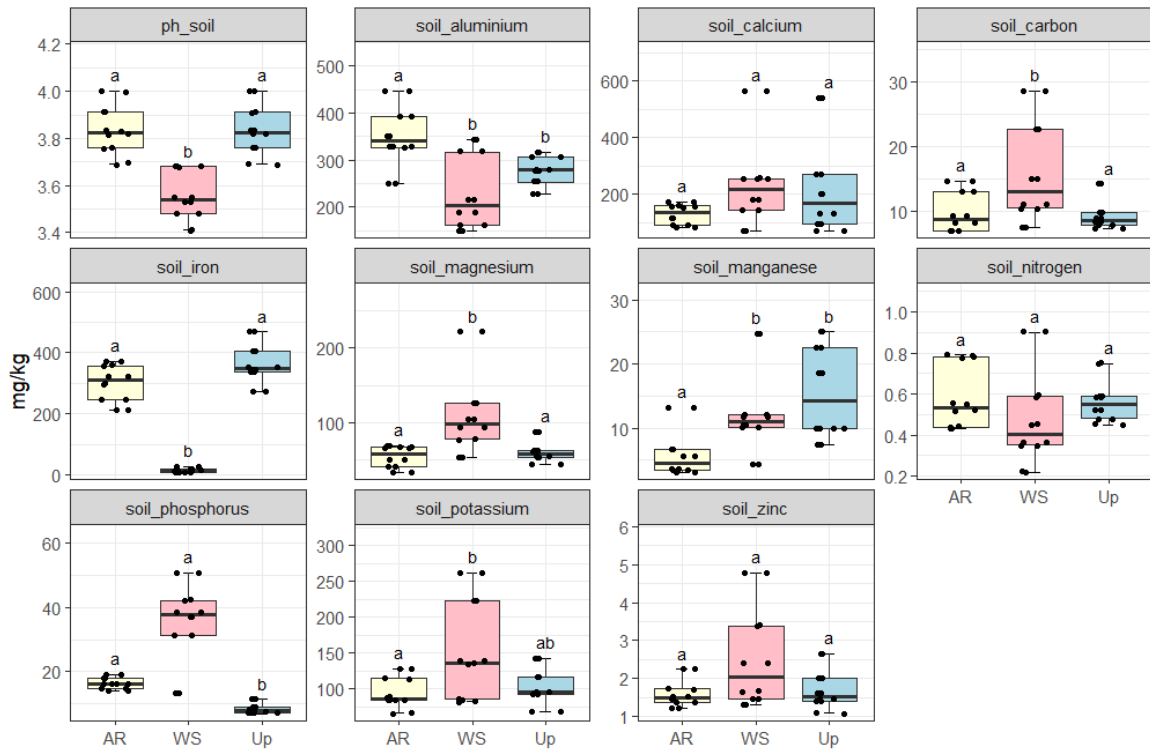 ph_soil soil_aluminium soil_calcium soil_carbon
4.2
4.0
3.8
3.6
3.4
a b a
500
400
300
200
a b b
600
400
200
a a a
30
20
10
a b a
soil_iron soil_magnesium soil_manganese soil_nitrogen
mg/kg
600
400
200
0
a b a
200
100
0
a b a
30
20
10
a b b
1.0
0.8
0.6
0.4
0.2
a a a
AR WS Up
soil_phosphorus soil_potassium soil_zinc
60
40
20
a a b
AR WS Up
300
250
200
150
100
a b ab
AR WS Up
6
5
4
3
2
1
a a a
AR WS Up